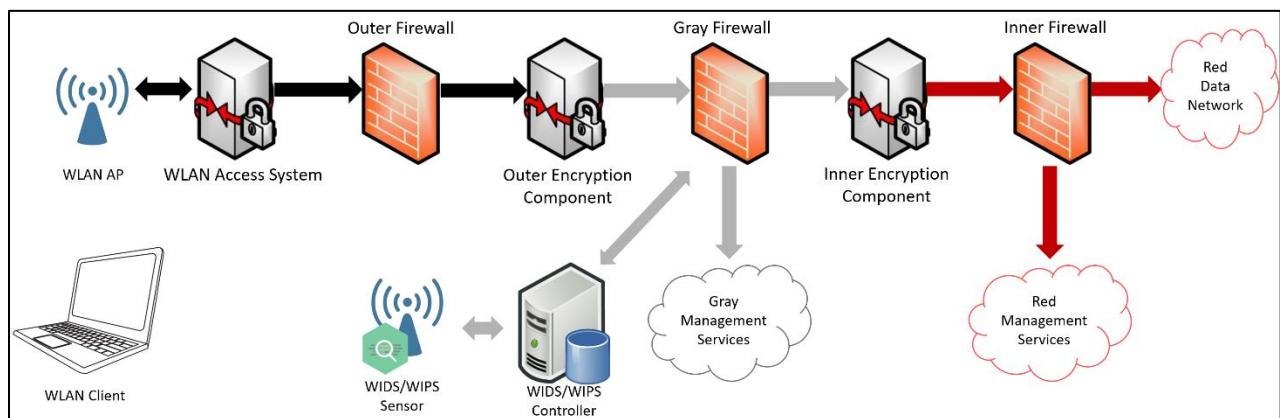 Outer Firewall
Gray Firewall
Inner Firewall
Red
Data
Network
WLAN AP
WLAN Access System
Outer Encryption
Component
Inner Encryption
Component
Gray
Management
Services
Red
Management
Services
WLAN Client
WIDS/WIPS
Sensor
WIDS/WIPS
Controller